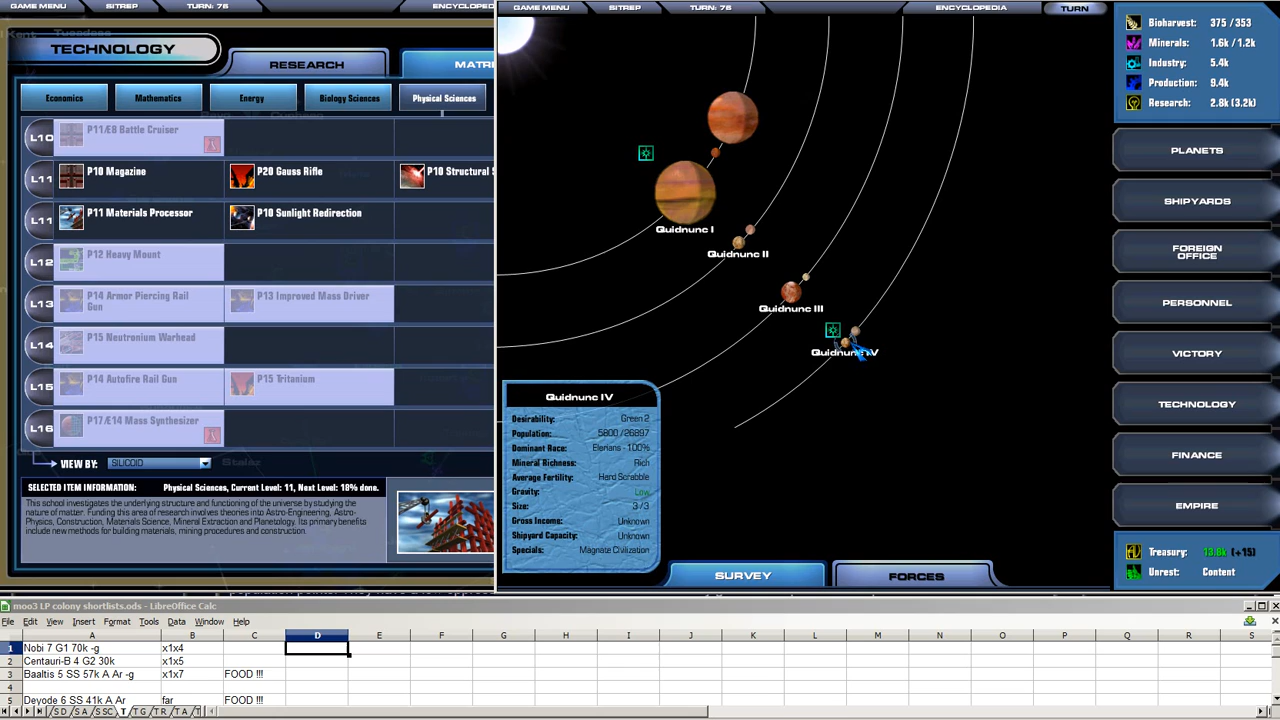 GAME MENU SITREP TURN: 76 ENCYCLOPEDIA
TECHNOLOGY
RESEARCH
MATRI
Economics Mathematics Energy Biology Sciences Physical Sciences
L10 P11/E8 Battle Cruiser
L11 P10 Magazine P20 Gauss Rifle P10 Structural S
L11 P11 Materials Processor P10 Sunlight Redirection
L12 P12 Heavy Mount
L13 P14 Armor Piercing Rail Gun P13 Improved Mass Driver
L14 P15 Neutronium Warhead
L15 P14 Autofire Rail Gun P15 Tritanium
L16 P17/E14 Mass Synthesizer
VIEW BY: SILICOID
SELECTED ITEM INFORMATION: Physical Sciences, Current Level: 11, Next Level: 18% done.
This school investigates the underlying structure and functioning of the universe by studying the
nature of matter. Funding this area of research involves theories into Astro-Engineering, Astro-
Physics, Construction, Materials Science, Mineral Extraction and Planetology. Its primary benefits
include new methods for building materials, mining procedures and construction.
GAME MENU SITREP TURN: 76 ENCYCLOPEDIA TURN
Quidnunc I
Quidnunc II
Quidnunc III
Quidnunc IV
Quidnunc IV
Desirability: Green 2
Population: 5800 /26897
Dominant Race: Elerians - 100%
Mineral Richness: Rich
Average Fertility: Hard Scrabble
Gravity: Low
Size: 3 / 3
Gross Income: Unknown
Shipyard Capacity: Unknown
Specials: Magnate Civilization
SURVEY FORCES
Bioharvest: 375 / 353
Minerals: 1.6k / 1.2k
Industry: 5.4k
Production: 9.4k
Research: 2.8k (3.2k)
PLANETS
SHIPYARDS
FOREIGN
OFFICE
PERSONNEL
VICTORY
TECHNOLOGY
FINANCE
EMPIRE
Treasury: 13.6k (+15)
Unrest: Content
moo3 LP colony shortlists.ods - LibreOffice Calc
File Edit View Insert Format Tools Data Window Help
A B C D E F G H I J K L M N O P Q R S
1 Nobi 7 G1 70k -g x1x4
2 Centauri-B 4 G2 30k x1x5
3 Baaltis 5 SS 57k A Ar -g x1x7 FOOD !!!
4
5 Deyode 6 SS 41k A Ar far FOOD !!!
S D S A S SC T T G T R T A T